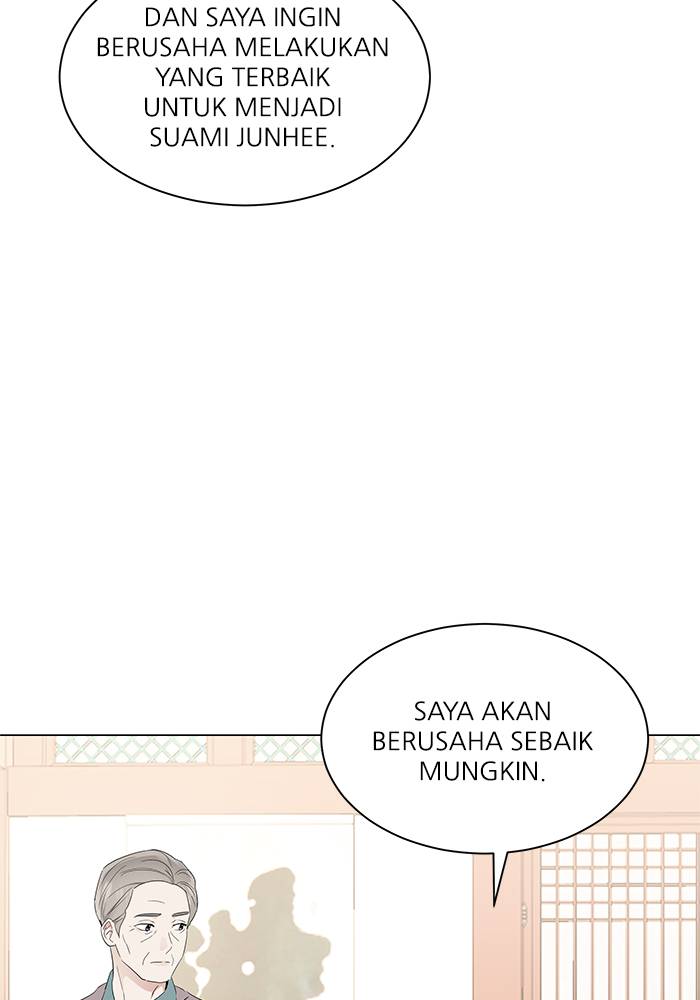 DAN SAYA INGIN
BERUSAHA MELAKUKAN
YANG TERBAIK
UNTUK MENJADI
SUAMI JUNHEE.
SAYA AKAN
BERUSAHA SEBAIK
MUNGKIN.